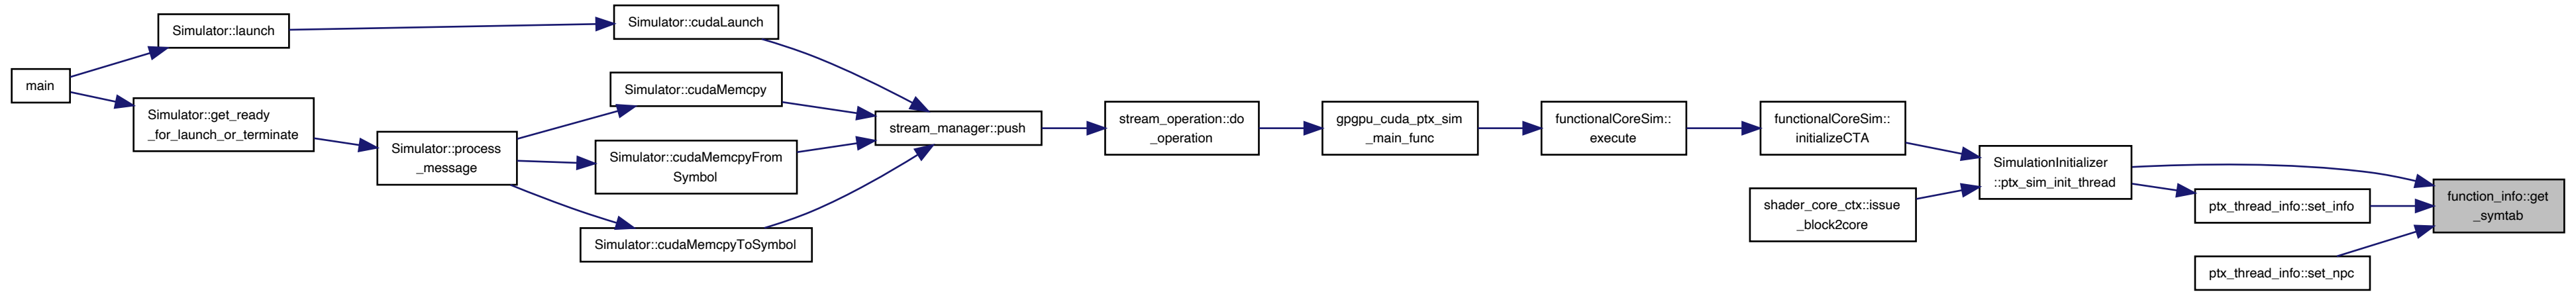 main
Simulator::launch
Simulator::get_ready
_for_launch_or_terminate
Simulator::process
_message
Simulator::cudaLaunch
Simulator::cudaMemcpy
Simulator::cudaMemcpyFrom
Symbol
Simulator::cudaMemcpyToSymbol
stream_manager::push
stream_operation::do
_operation
gpgpu_cuda_ptx_sim
_main_func
functionalCoreSim::
execute
functionalCoreSim::
initializeCTA
shader_core_ctx::issue
_block2core
SimulationInitializer
::ptx_sim_init_thread
ptx_thread_info::set_info
ptx_thread_info::set_npc
function_info::get
_symtab